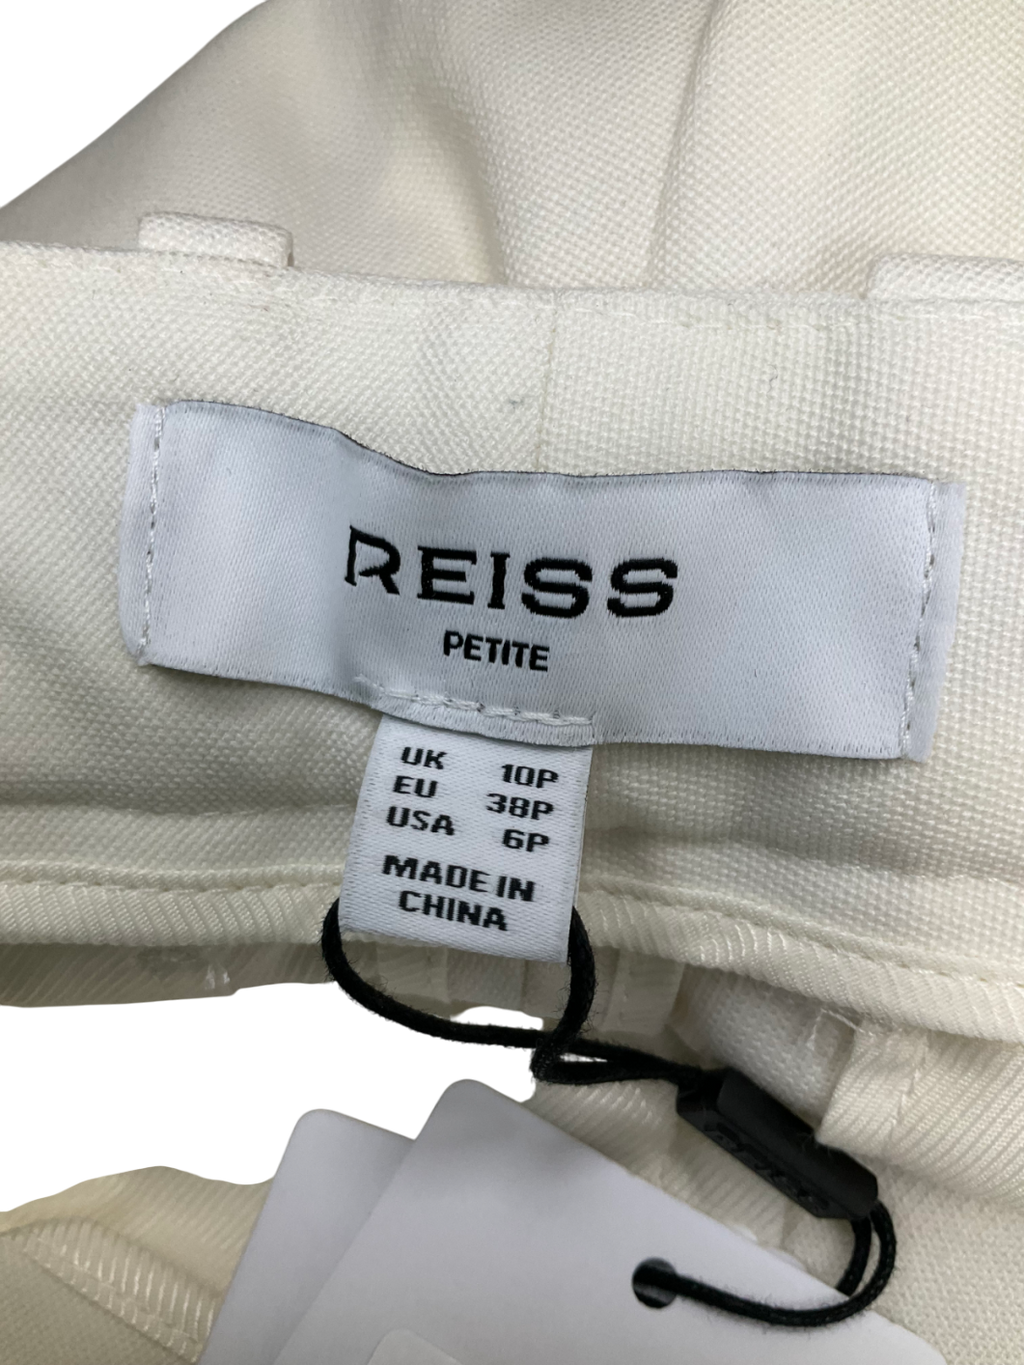 REISS
PETITE
UK 10P
EU 38P
USA 6P
MADE IN
CHINA